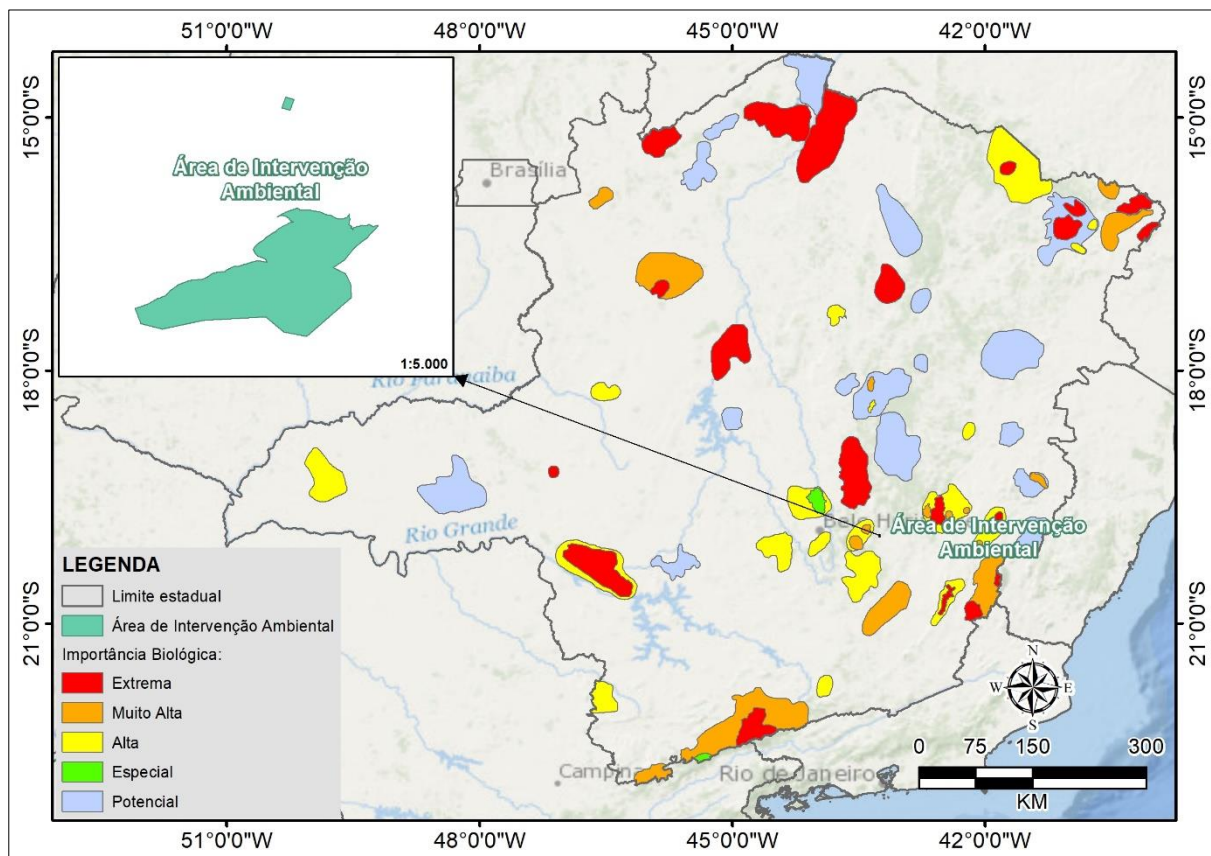 51°0'0"W 48°0'0"W 45°0'0"W 42°0'0"W
15°0'0"S
18°0'0"S
21°0'0"S
Área de Intervenção
Ambiental
1:5.000
Brasília
Rio Grande
Área de Intervenção
Ambiental
Rio de Janeiro
LEGENDA
Limite estadual
Área de Intervenção Ambiental
Importância Biológica:
Extrema
Muito Alta
Alta
Especial
Potencial
N
W E
S
0 75 150 300
KM
15°0'0"S
18°0'0"S
21°0'0"S
51°0'0"W 48°0'0"W 45°0'0"W 42°0'0"W